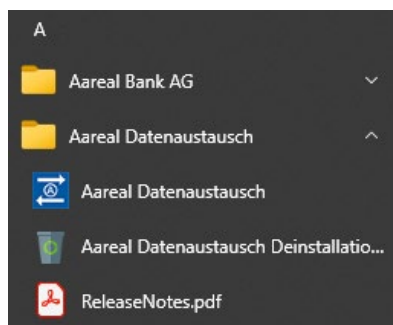 A
Aareal Bank AG
Aareal Datenaustausch
Aareal Datenaustausch
Aareal Datenaustausch Deinstallatio...
ReleaseNotes.pdf